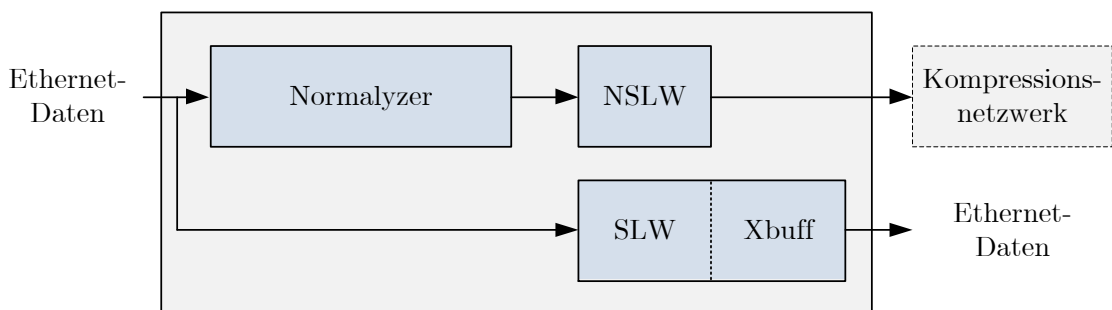 Ethernet-
Daten
Normalyzer
NSLW
Kompressions-
netzwerk
SLW
Xbuff
Ethernet-
Daten